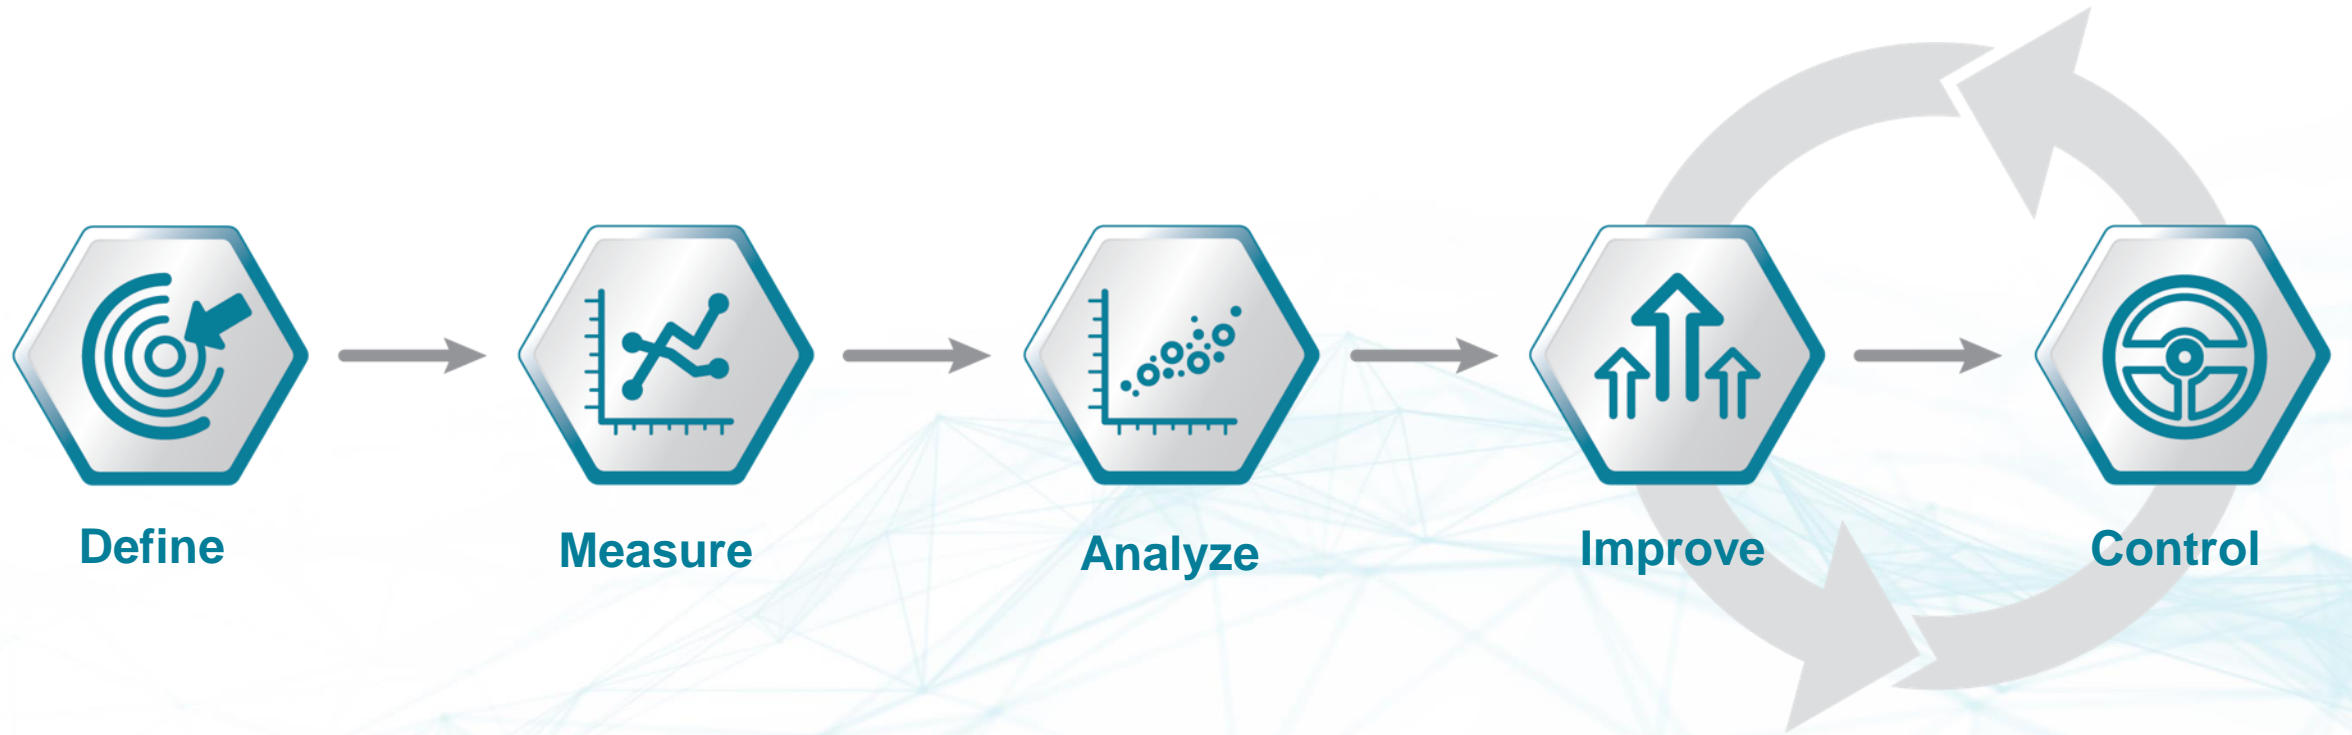 Define
Measure
Analyze
Improve
Control